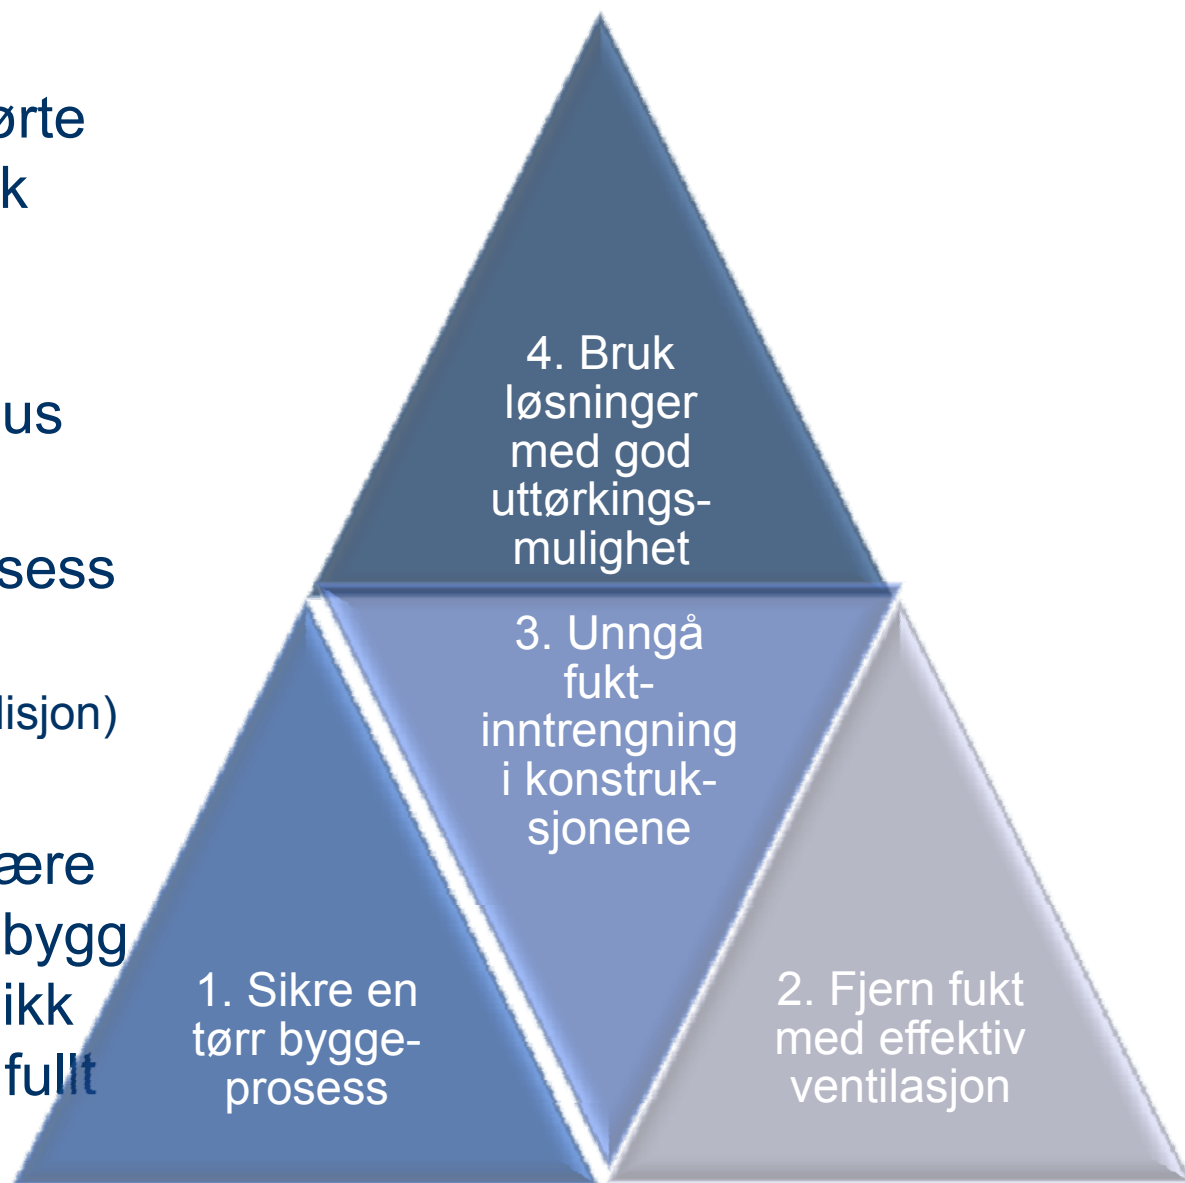 ørte
k
us
sess
disjon)
ære
bygg
ikk
fullt
4. Bruk
løsninger
med god
uttørkings-
mulighet
3. Unngå
fukt-
inntrengning
i konstruk-
sjonene
1. Sikre en
tørr bygge-
prosess
2. Fjern fukt
med effektiv
ventilasjon